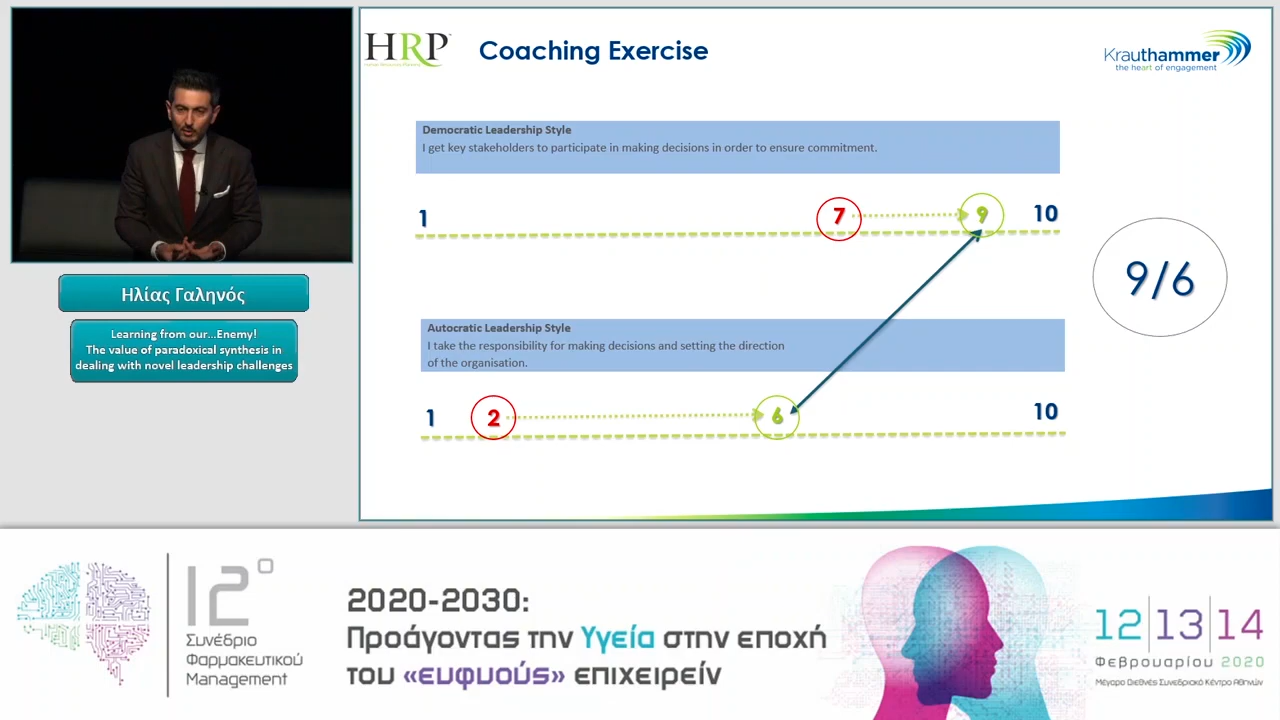 HRP
Coaching Exercise
Krauthammer
the heart of engagement
Democratic Leadership Style
I get key stakeholders to participate in making decisions in order to ensure commitment.
1
7
9
10
9/6
Autocratic Leadership Style
I take the responsibility for making decisions and setting the direction
of the organisation.
1
2
6
10
Ηλίας Γαληνός
Learning from our...Enemy!
The value of paradoxical synthesis in
dealing with novel leadership challenges
12º
Συνέδριο
Φαρμακευτικού
Management
2020-2030:
Προάγοντας την Υγεία στην εποχή
του «ευφυούς» επιχειρείν
12 13 14
Φεβρουαρίου 2020
Μέγαρο Διεθνές Συνεδριακό Κέντρο Αθηνών